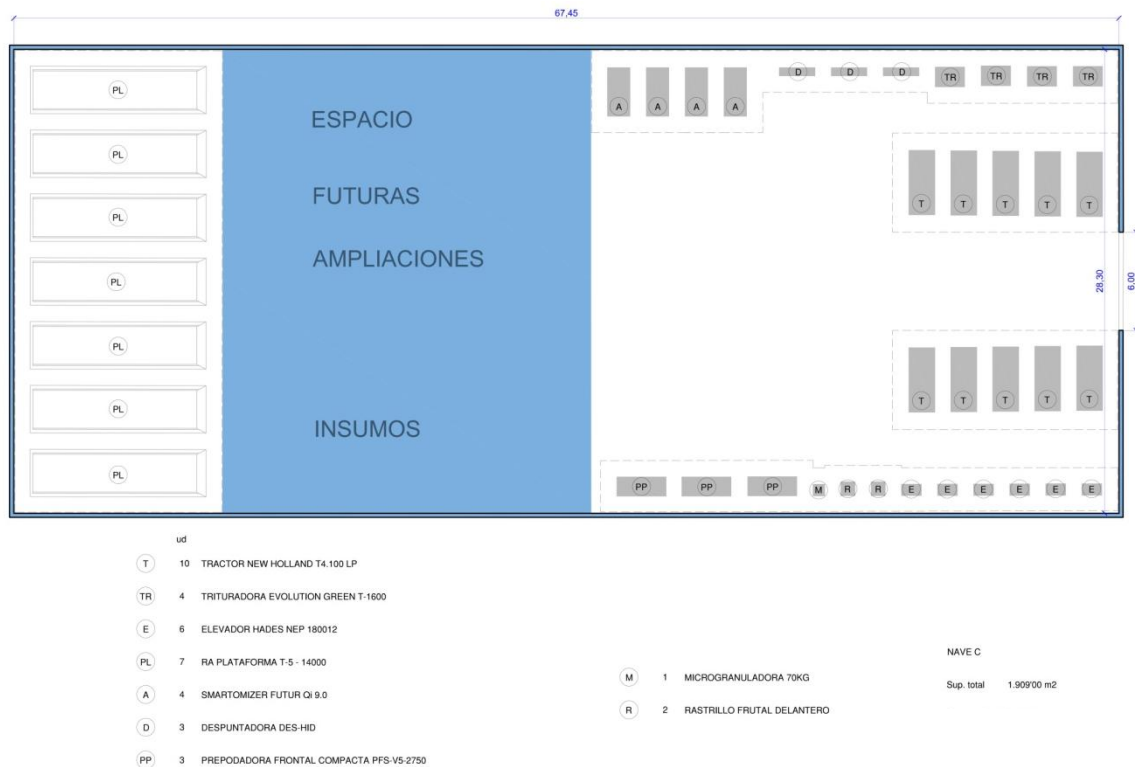 67,45
PL
A A A A
D D D
TR TR TR TR
ESPACIO
PL
FUTURAS
T T T T T
PL
AMPLIACIONES
28,30
6,00
PL
PL
T T T T T
PL
INSUMOS
PL
PP PP PP M R R E E E E E E
ud
T 10 TRACTOR NEW HOLLAND T4.100 LP
TR 4 TRITURADORA EVOLUTION GREEN T-1600
E 6 ELEVADOR HADES NEP 180012
PL 7 RA PLATAFORMA T-5 - 14000
A 4 SMARTOMIZER FUTUR Qi 9.0
D 3 DESPUNTADORA DES-HID
PP 3 PREPODADORA FRONTAL COMPACTA PFS-V5-2750
M 1 MICROGRANULADORA 70KG
R 2 RASTRILLO FRUTAL DELANTERO
NAVE C
Sup. total 1.909'00 m2